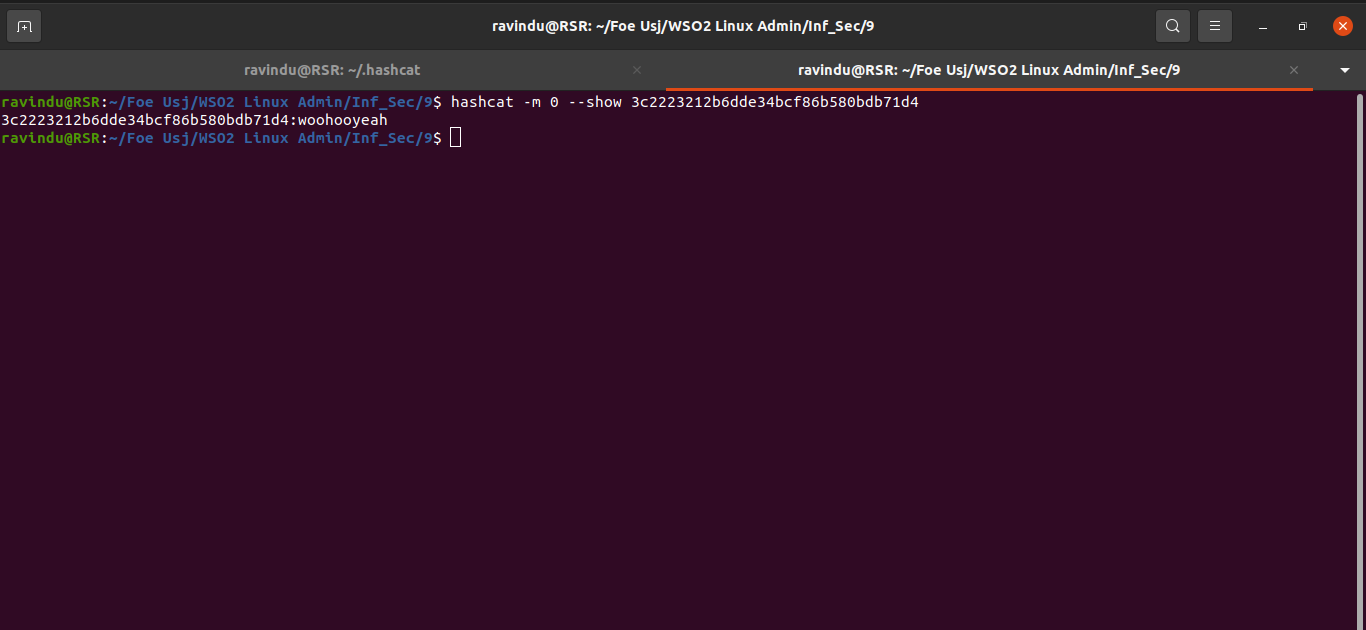 ravindu@RSR: ~/Foe Usj/WSO2 Linux Admin/Inf_Sec/9
ravindu@RSR: ~/.hashcat
ravindu@RSR: ~/Foe Usj/WSO2 Linux Admin/Inf_Sec/9
ravindu@RSR:~/Foe Usj/WSO2 Linux Admin/Inf_Sec/9$ hashcat -m 0 --show 3c2223212b6dde34bcf86b580bdb71d4
3c2223212b6dde34bcf86b580bdb71d4:woohooyeah
ravindu@RSR:~/Foe Usj/WSO2 Linux Admin/Inf_Sec/9$